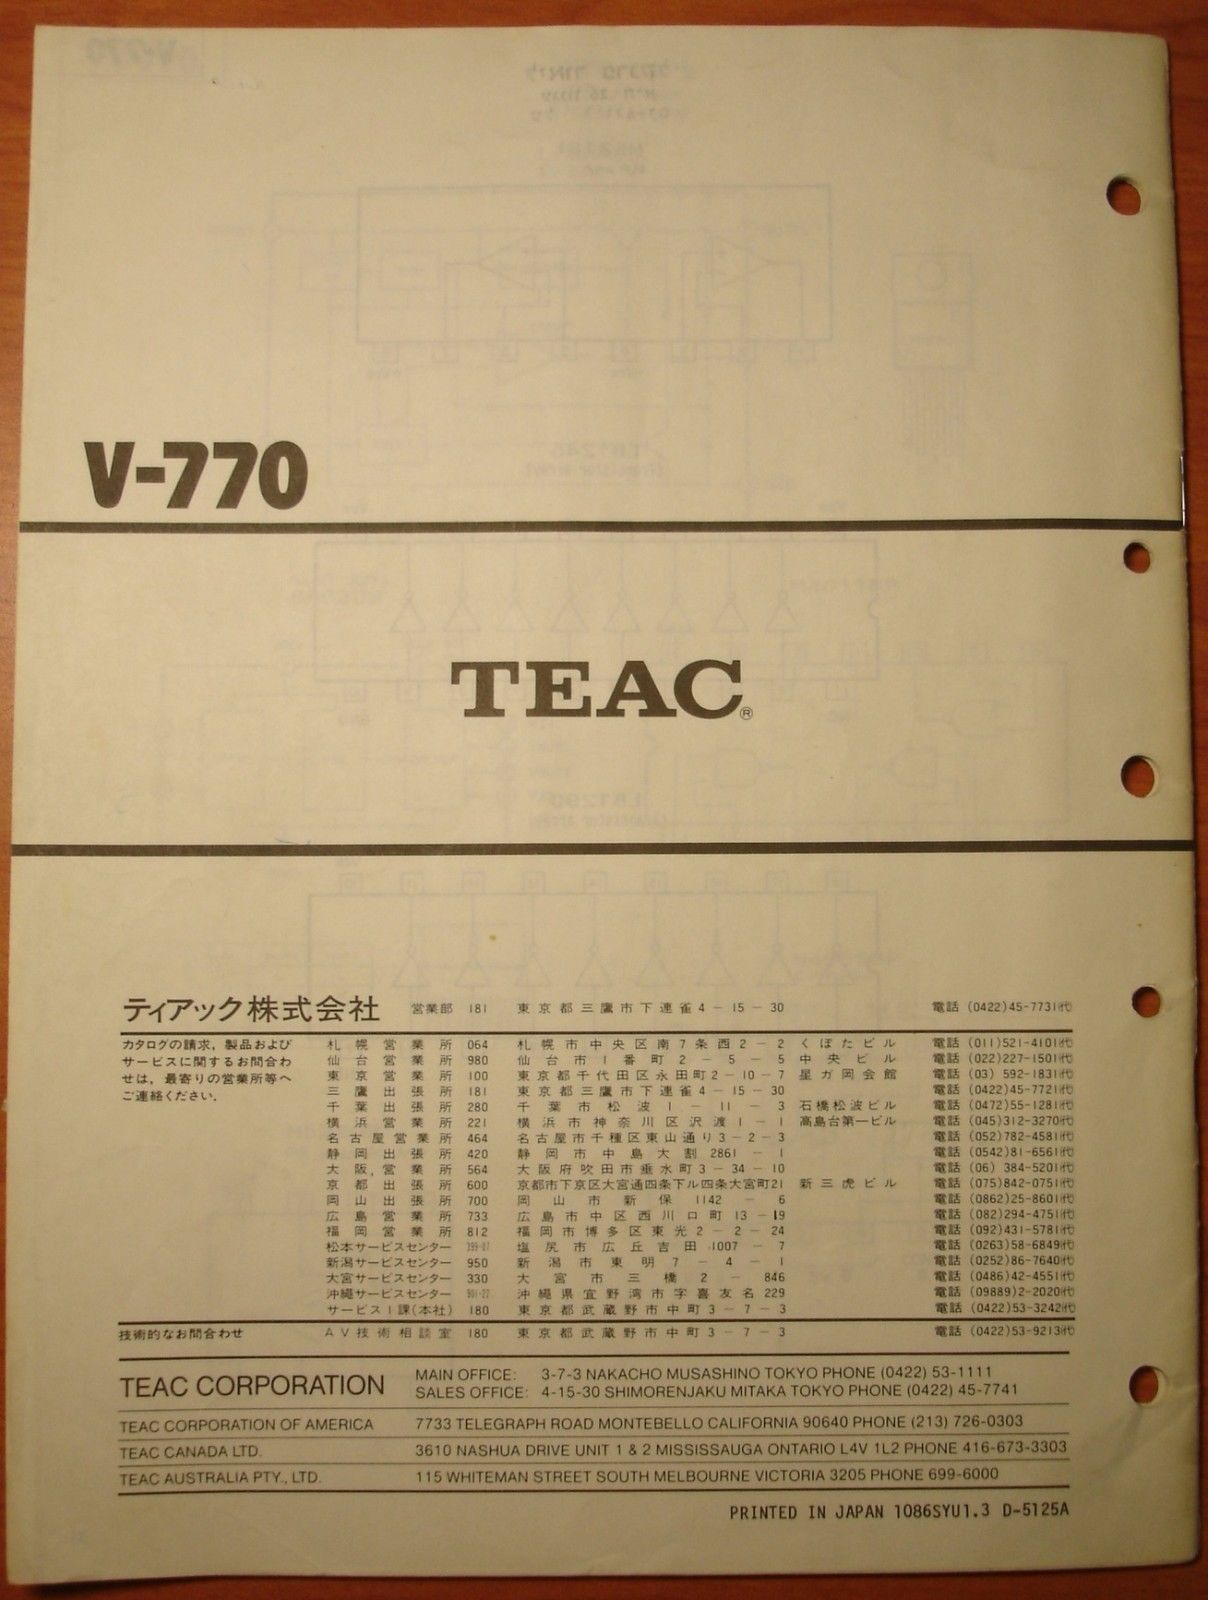 V-770
TEAC®
ティアック株式会社 営業部 181 東京都三鷹市下連雀4-15-30 電話 (0422)45-7731代
カタログの請求, 製品および
サービスに関するお問合わ
せは, 最寄りの営業所等へ
ご連絡ください.
札幌営業所 064 札幌市中央区南7条西2-2 くぼたビル 電話 (011)521-4101代
仙台営業所 980 仙台市1番町2-5-5 中央ビル 電話 (022)227-1501代
東京営業所 100 東京都千代田区永田町2-10-7 星ガ岡会館 電話 (03) 592-1831代
三鷹出張所 181 東京都三鷹市下連雀4-15-30 電話 (0422)45-7721代
千葉出張所 280 千葉市松波1-11-3 石橋松波ビル 電話 (0472)55-1281代
横浜営業所 221 横浜市神奈川区沢渡1-1 高島台第一ビル 電話 (045)312-3270代
名古屋営業所 464 名古屋市千種区東山通り3-2-3 電話 (052)782-4581代
静岡出張所 420 静岡市中島大割2861-1 電話 (0542)81-6561代
大阪営業所 564 大阪府吹田市垂水町3-34-10 電話 (06) 384-5201代
京都出張所 600 京都市下京区大宮通四条下ル四条大宮町21 新三虎ビル 電話 (075)842-0751代
岡山出張所 700 岡山市新保1142-6 電話 (0862)25-8601代
広島営業所 733 広島市中区西川口町13-19 電話 (082)294-4751代
福岡営業所 812 福岡市博多区東光2-2-24 電話 (092)431-5781代
松本サービスセンター 399-07 塩尻市広丘吉田1007-7 電話 (0263)58-6849代
新潟サービスセンター 950 新潟市東明7-4-1 電話 (0252)86-7640代
大宮サービスセンター 330 大宮市三橋2-846 電話 (0486)42-4551代
沖縄サービスセンター 901-22 沖縄県宜野湾市字喜友名229 電話 (09889)2-2020代
サービス1課(本社) 180 東京都武蔵野市中町3-7-3 電話 (0422)53-3242代
技術的なお問合わせ AV技術相談室 180 東京都武蔵野市中町3-7-3 電話 (0422)53-9213代
TEAC CORPORATION
MAIN OFFICE: 3-7-3 NAKACHO MUSASHINO TOKYO PHONE (0422) 53-1111
SALES OFFICE: 4-15-30 SHIMORENJAKU MITAKA TOKYO PHONE (0422) 45-7741
TEAC CORPORATION OF AMERICA 7733 TELEGRAPH ROAD MONTEBELLO CALIFORNIA 90640 PHONE (213) 726-0303
TEAC CANADA LTD. 3610 NASHUA DRIVE UNIT 1 & 2 MISSISSAUGA ONTARIO L4V 1L2 PHONE 416-673-3303
TEAC AUSTRALIA PTY., LTD. 115 WHITEMAN STREET SOUTH MELBOURNE VICTORIA 3205 PHONE 699-6000
PRINTED IN JAPAN 1086SYU1.3 D-5125A